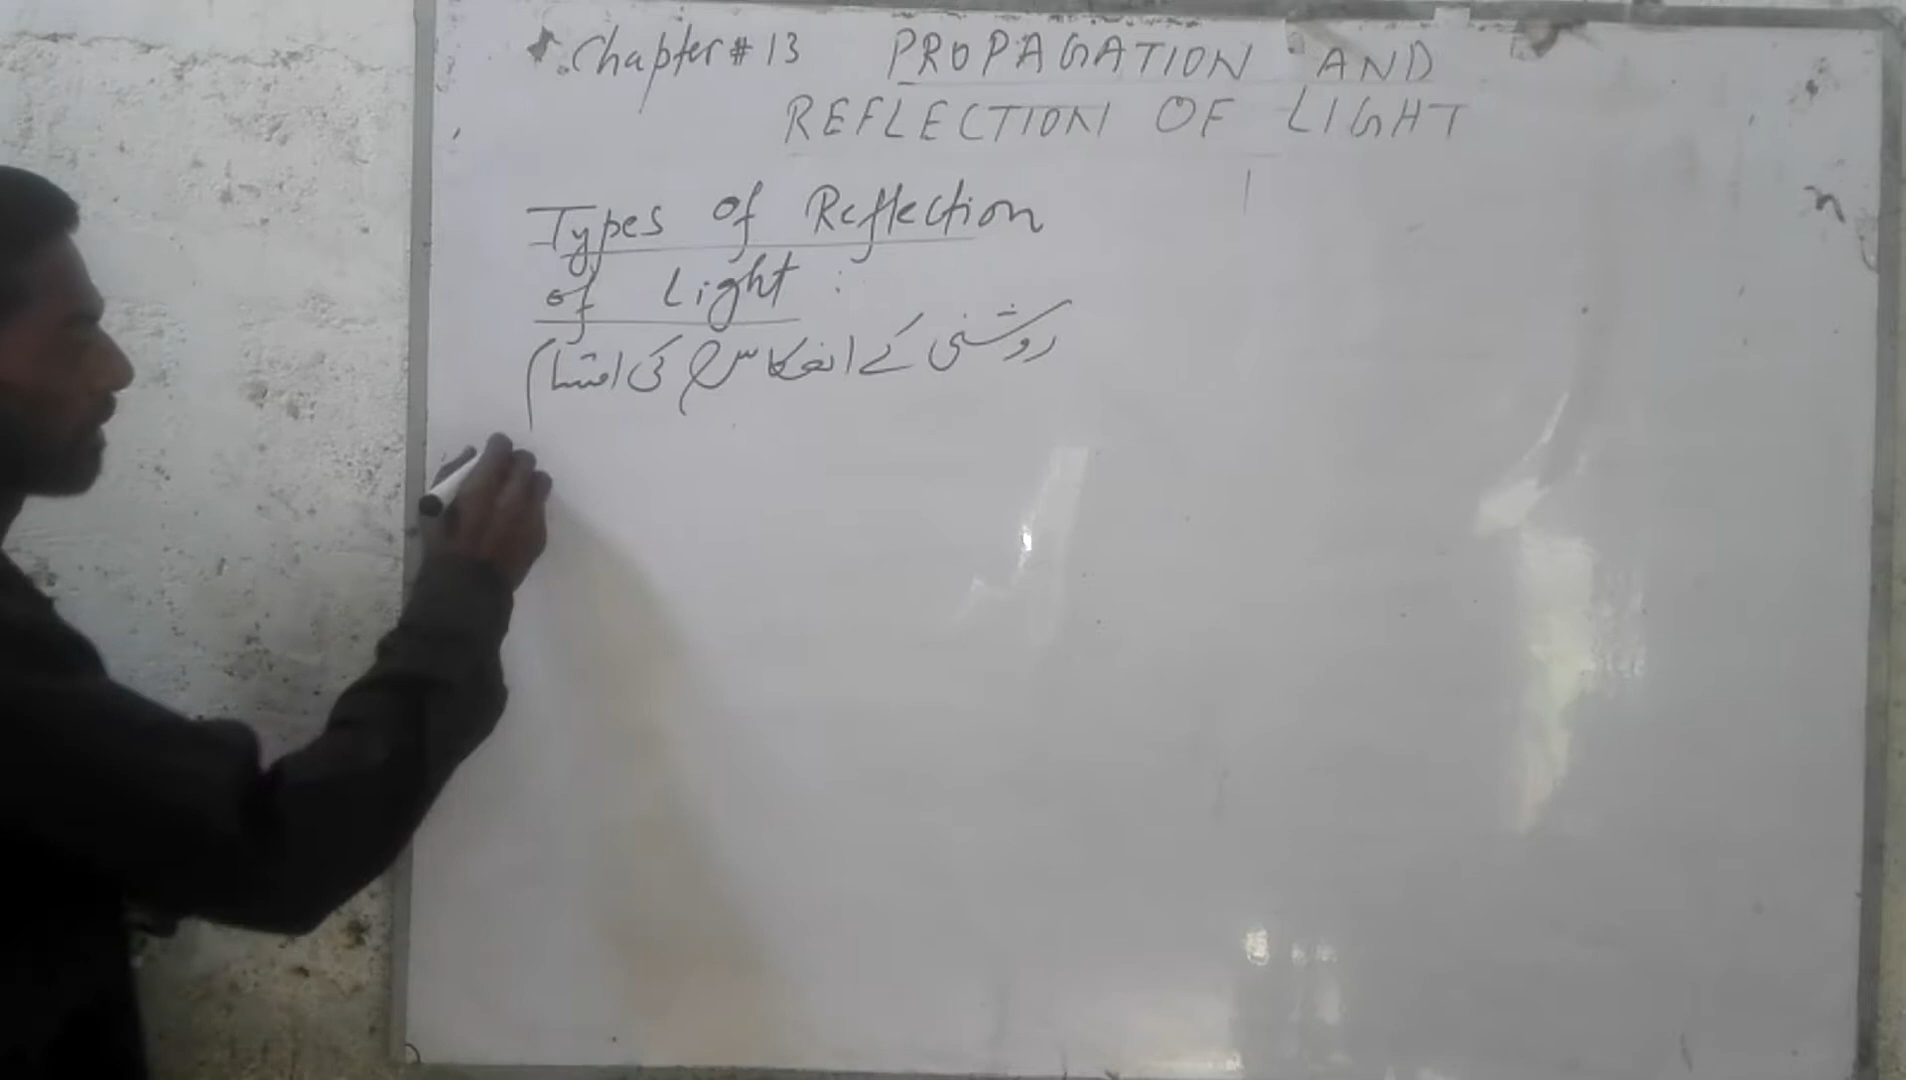 Chapter # 13 PROPAGATION AND
REFLECTION OF LIGHT
Types of Reflection
of Light :
روشنی کے انعکاس کی اقسام